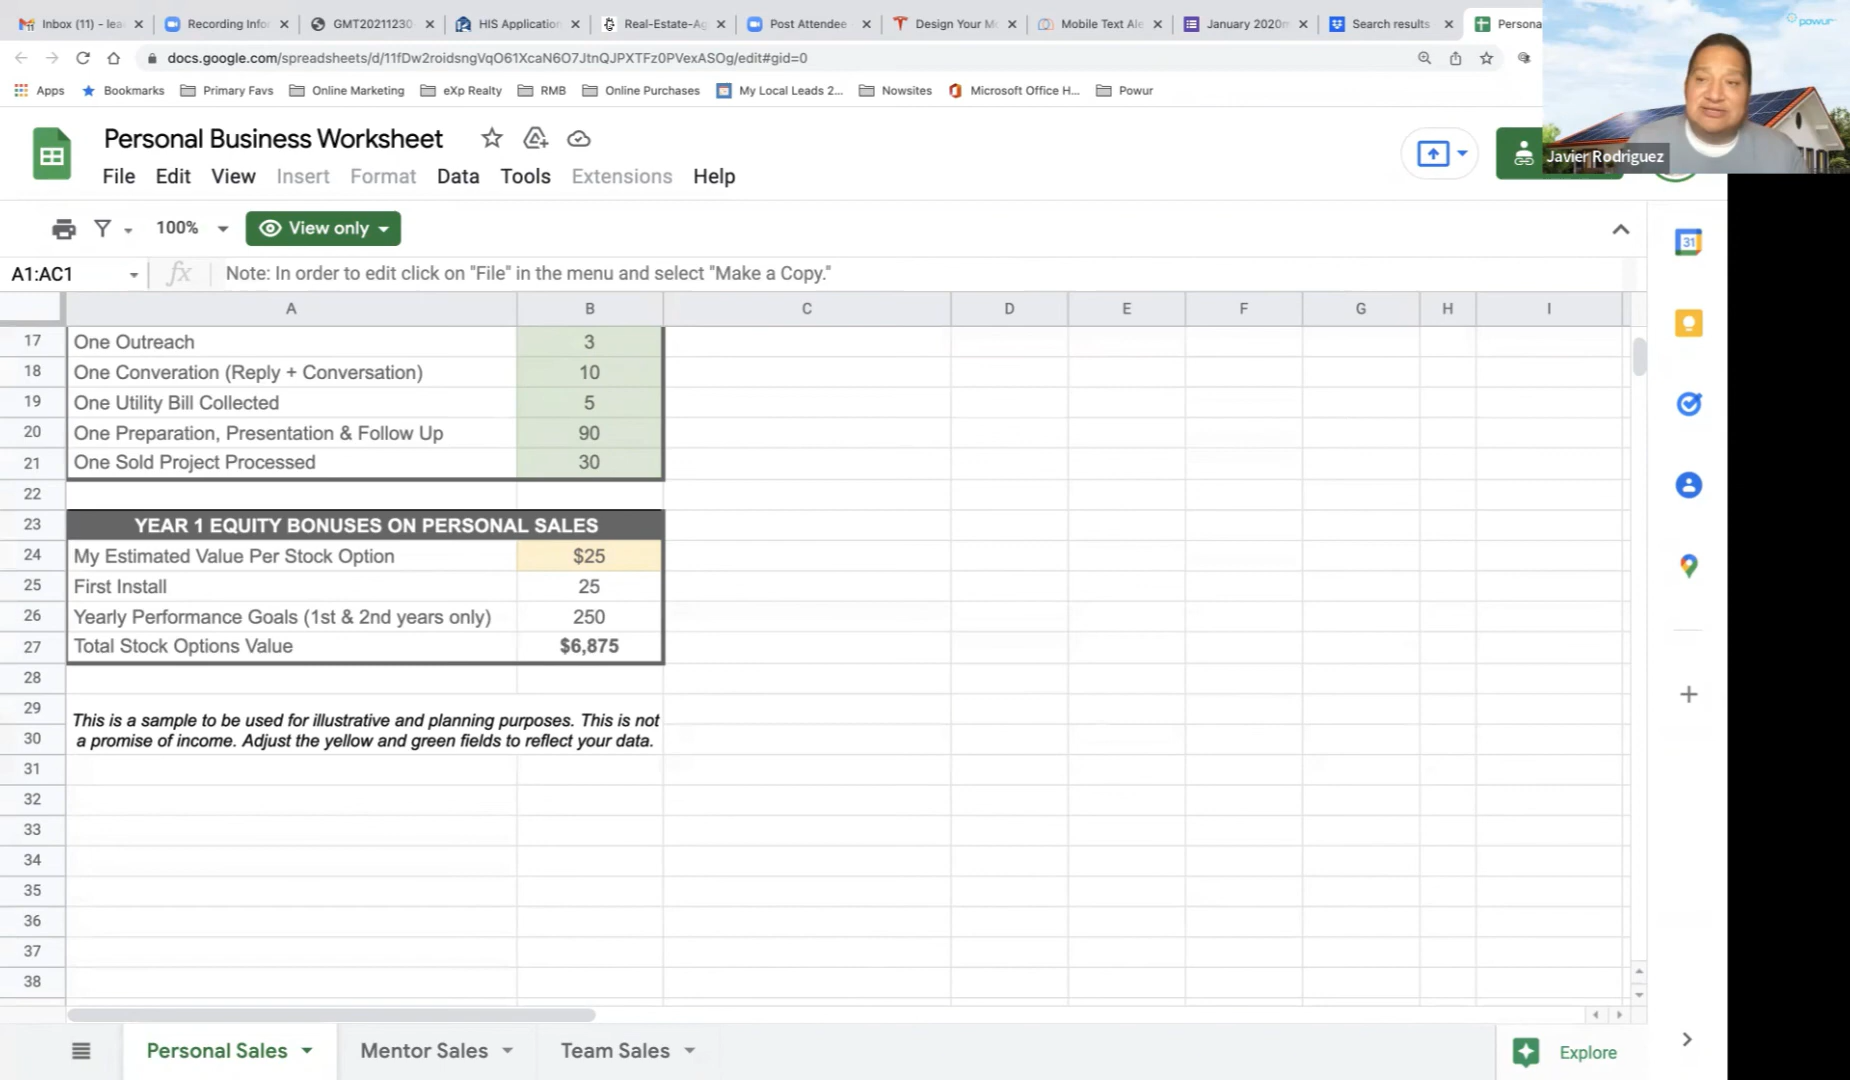 Inbox (11) - lea
Recording Infor
GMT20211230-
HIS Application
Real-Estate-Ag
Post Attendee
Design Your Mo
Mobile Text Ale
January 2020m
Search results
Persona
docs.google.com/spreadsheets/d/11fDw2roidsngVqO61XcaN6O7JtnQJPXTFz0PVexASOg/edit#gid=0
Apps
Bookmarks
Primary Favs
Online Marketing
eXp Realty
RMB
Online Purchases
My Local Leads 2...
Nowsites
Microsoft Office H...
Powur
powur
Javier Rodriguez
Personal Business Worksheet
File Edit View Insert Format Data Tools Extensions Help
100%
View only
A1:AC1
fx
Note: In order to edit click on "File" in the menu and select "Make a Copy."
A B C D E F G H I
17 One Outreach 3
18 One Converation (Reply + Conversation) 10
19 One Utility Bill Collected 5
20 One Preparation, Presentation & Follow Up 90
21 One Sold Project Processed 30
22
23 YEAR 1 EQUITY BONUSES ON PERSONAL SALES
24 My Estimated Value Per Stock Option $25
25 First Install 25
26 Yearly Performance Goals (1st & 2nd years only) 250
27 Total Stock Options Value $6,875
28
29 This is a sample to be used for illustrative and planning purposes. This is not
30 a promise of income. Adjust the yellow and green fields to reflect your data.
31
32
33
34
35
36
37
38
Personal Sales
Mentor Sales
Team Sales
Explore
31